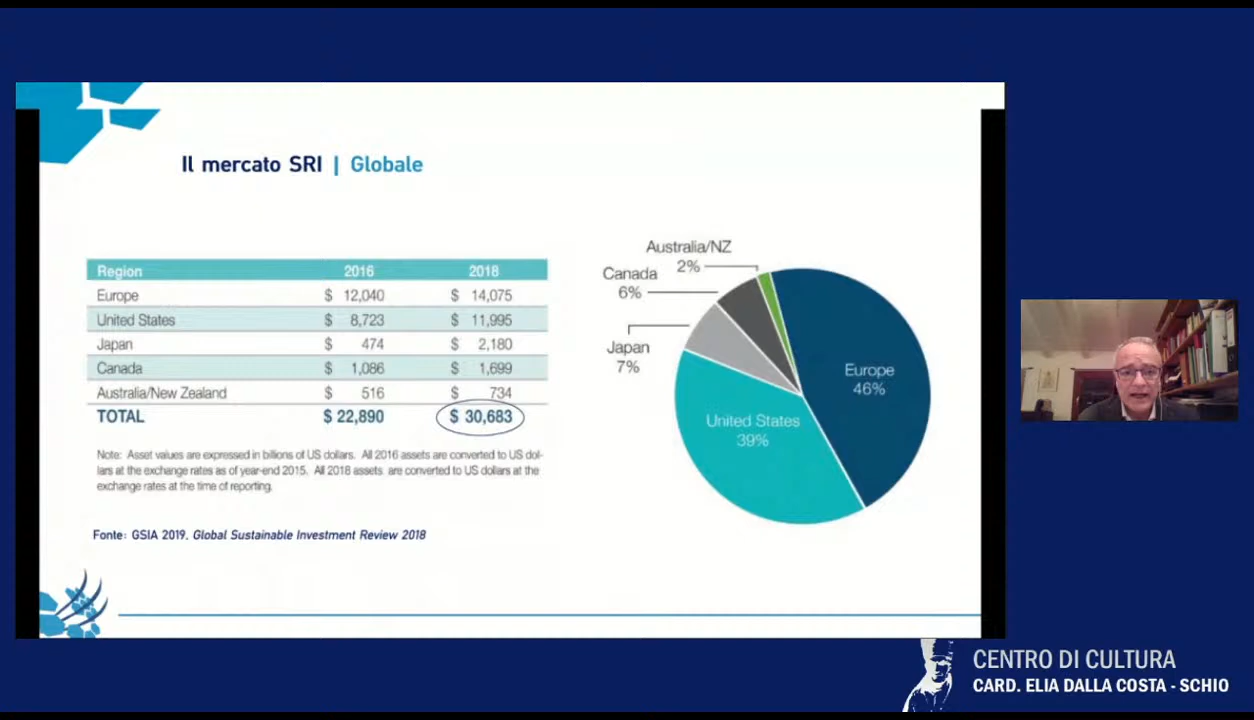 Il mercato SRI | Globale
Region 2016 2018
Europe $ 12,040 $ 14,075
United States $ 8,723 $ 11,995
Japan $ 474 $ 2,180
Canada $ 1,086 $ 1,699
Australia/New Zealand $ 516 $ 734
TOTAL $ 22,890 $ 30,683
Note: Asset values are expressed in billions of US dollars. All 2016 assets are converted to US dol-
lars at the exchange rates as of year-end 2015. All 2018 assets are converted to US dollars at the
exchange rates at the time of reporting.
Fonte: GSIA 2019, Global Sustainable Investment Review 2018
Australia/NZ
2%
Canada
6%
Japan
7%
Europe
46%
United States
39%
CENTRO DI CULTURA
CARD. ELIA DALLA COSTA - SCHIO